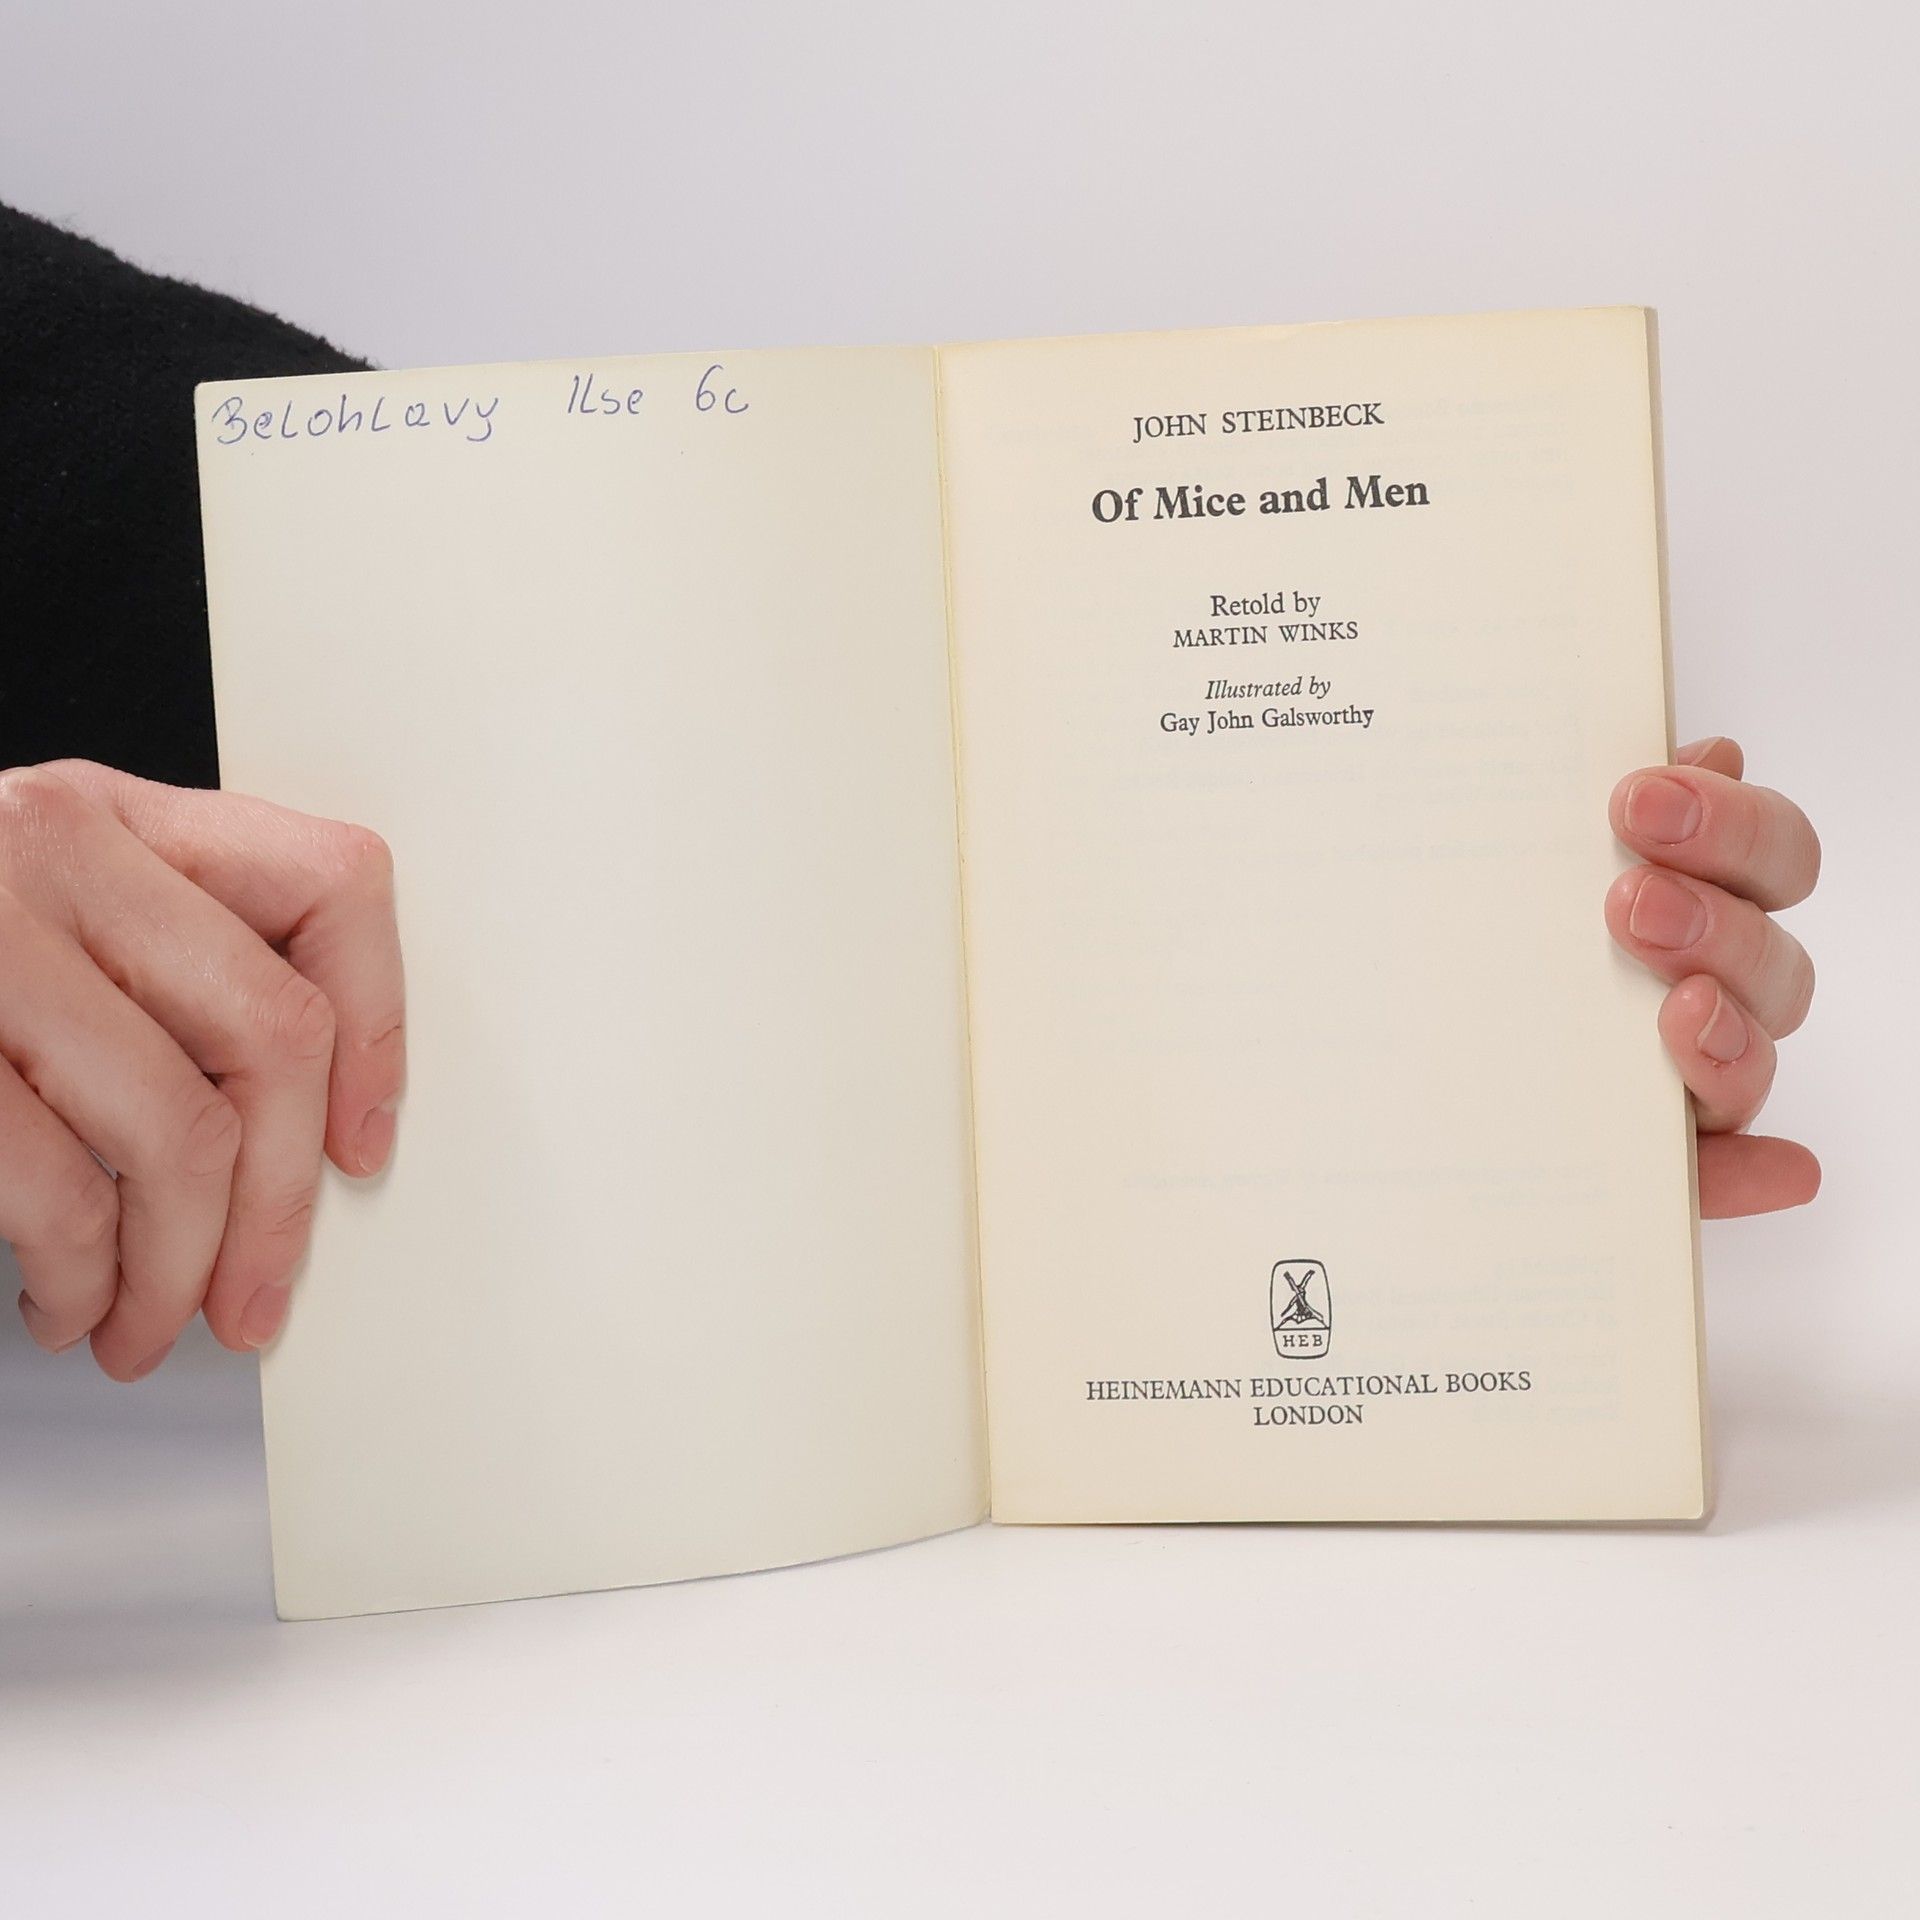 Belohlavy Ilse 6c
JOHN STEINBECK
Of Mice and Men
Retold by
MARTIN WINKS
Illustrated by
Gay John Galsworthy
HEB
HEINEMANN EDUCATIONAL BOOKS
LONDON